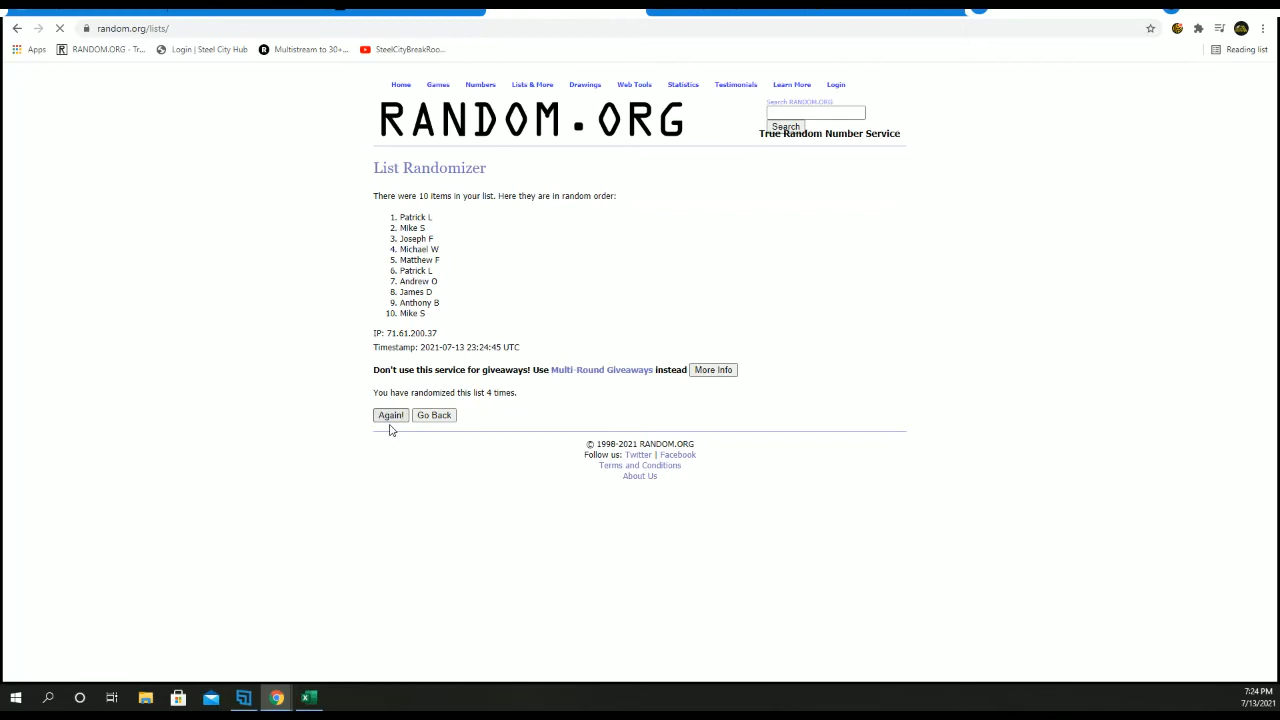 random.org/lists/
Apps RANDOM.ORG - Tr... Login | Steel City Hub Multistream to 30+... SteelCityBreakRoo... Reading list
Home Games Numbers Lists & More Drawings Web Tools Statistics Testimonials Learn More Login
Search RANDOM.ORG
RANDOM.ORG
Search
True Random Number Service
List Randomizer
There were 10 items in your list. Here they are in random order:
1. Patrick L
2. Mike S
3. Joseph F
4. Michael W
5. Matthew F
6. Patrick L
7. Andrew O
8. James D
9. Anthony B
10. Mike S
IP: 71.61.200.37
Timestamp: 2021-07-13 23:24:45 UTC
Don't use this service for giveaways! Use Multi-Round Giveaways instead More Info
You have randomized this list 4 times.
Again! Go Back
© 1998-2021 RANDOM.ORG
Follow us: Twitter | Facebook
Terms and Conditions
About Us
7:24 PM
7/13/2021